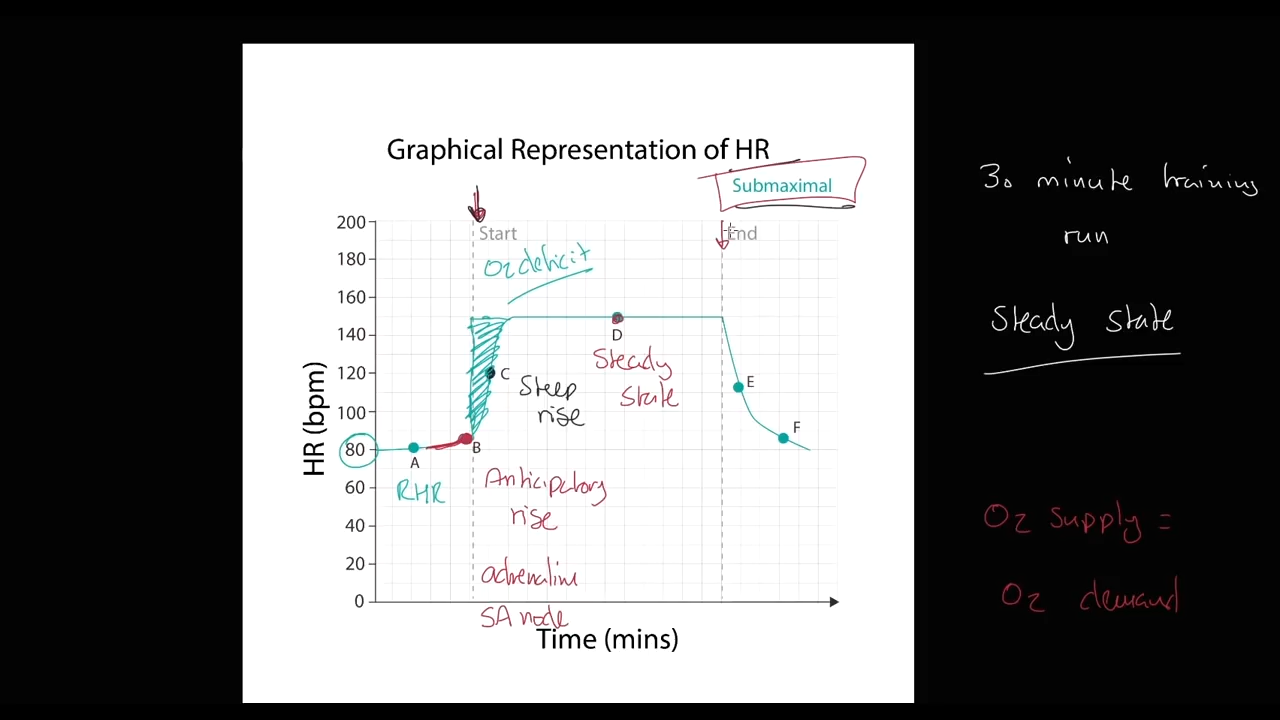 Graphical Representation of HR
Submaximal
Start
End
O2 deficit
200
180
160
140
120
100
80
60
40
20
0
HR (bpm)
A
B
C
D
E
F
RHR
Steep
rise
Steady
state
Anticipatory
rise
adrenaline
SA node
Time (mins)
30 minute training
run
Steady state
O2 supply =
O2 demand